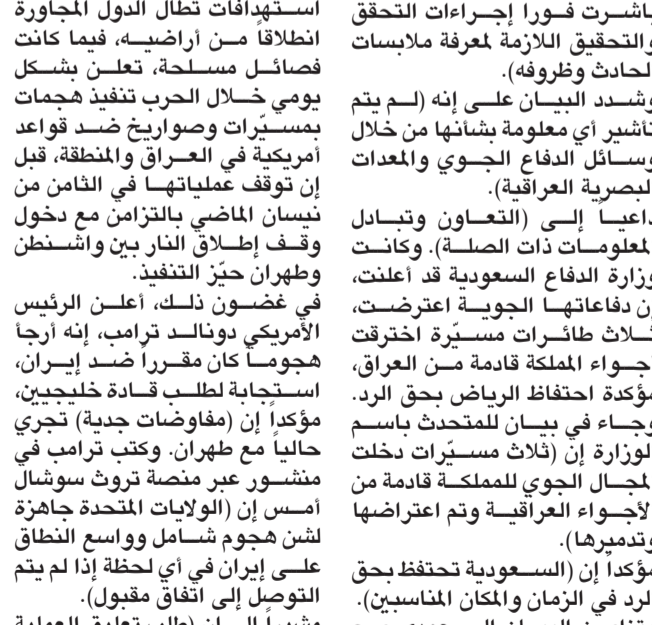 باشرت فورا إجراءات التحقق
والتحقيق اللازمة لمعرفة ملابسات
الحادث وظروفه).
وشدد البيان على إنه (لم يتم
تأشير أي معلومة بشأنها من خلال
وسائل الدفاع الجوي والمعدات
البصرية العراقية).
داعياً إلى (التعاون وتبادل
المعلومات ذات الصلة). وكانت
وزارة الدفاع السعودية قد أعلنت،
إن دفاعاتها الجوية اعترضت،
ثلاث طائرات مسيّرة اخترقت
أجواء المملكة قادمة من العراق،
مؤكدة احتفاظ الرياض بحق الرد.
وجاء في بيان للمتحدث باسم
الوزارة إن (ثلاث مسيّرات دخلت
المجال الجوي للمملكة قادمة من
الأجواء العراقية وتم اعتراضها
وتدميرها).
مؤكداً إن (السعودية تحتفظ بحق
الرد في الزمان والمكان المناسبين).
استهدافات تطال الدول المجاورة
انطلاقاً من أراضيه، فيما كانت
فصائل مسلحة، تعلن بشكل
يومي خلال الحرب تنفيذ هجمات
بمسيّرات وصواريخ ضد قواعد
أمريكية في العراق والمنطقة، قبل
إن توقف عملياتها في الثامن من
نيسان الماضي بالتزامن مع دخول
وقف إطلاق النار بين واشنطن
وطهران حيّز التنفيذ.
في غضون ذلك، أعلن الرئيس
الأمريكي دونالد ترامب، إنه أرجأ
هجوماً كان مقرراً ضد إيران،
استجابة لطلب قادة خليجيين،
مؤكداً إن (مفاوضات جدية) تجري
حالياً مع طهران. وكتب ترامب في
منشور عبر منصة تروث سوشال
أمس إن (الولايات المتحدة جاهزة
لشن هجوم شامل وواسع النطاق
على إيران في أي لحظة إذا لم يتم
التوصل إلى اتفاق مقبول).